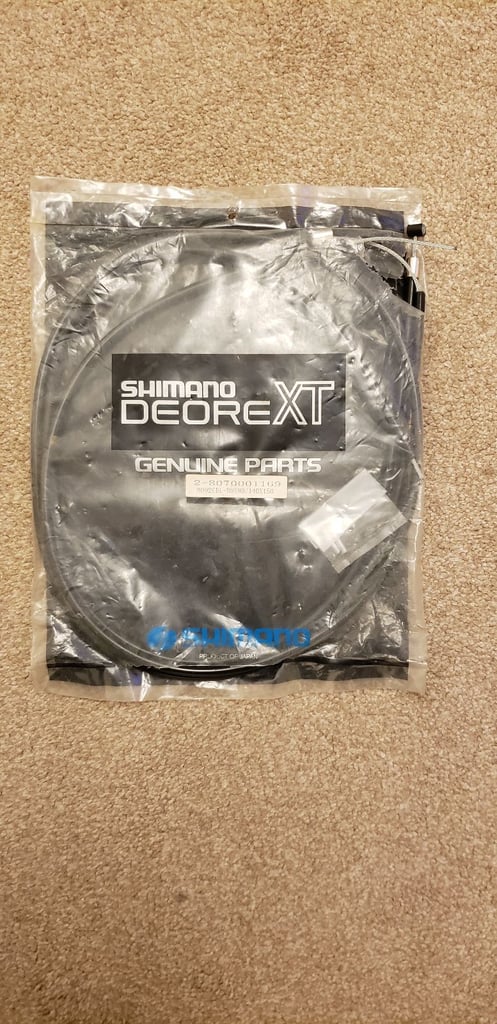 SHIMANO
DEORE XT
GENUINE PARTS
2-8070001169
SHIMANO
PRODUCT OF JAPAN